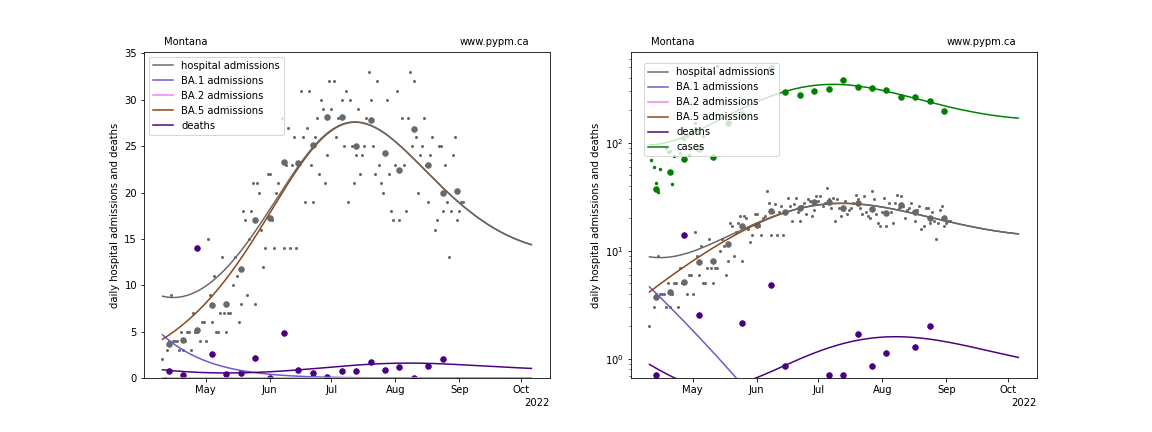 Montana www.pypm.ca
daily hospital admissions and deaths
35
30
25
20
15
10
5
0
hospital admissions
BA.1 admissions
BA.2 admissions
BA.5 admissions
deaths
May Jun Jul Aug Sep Oct
2022
Montana www.pypm.ca
daily hospital admissions and deaths
10²
10¹
10⁰
hospital admissions
BA.1 admissions
BA.2 admissions
BA.5 admissions
deaths
cases
May Jun Jul Aug Sep Oct
2022